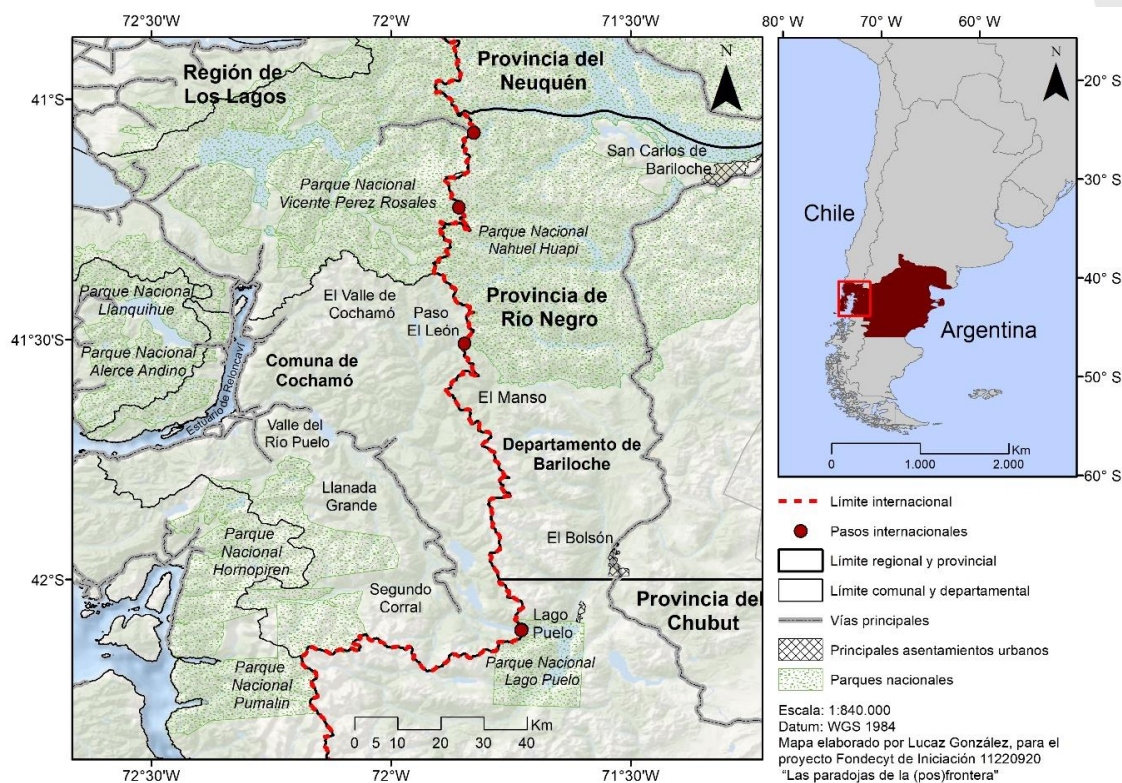 72°30'W
72°W
71°30'W
80° W
70° W
60° W
Región de
Los Lagos
Provincia del
Neuquén
N
41°S
San Carlos de
Bariloche
Parque Nacional
Vicente Perez Rosales
Parque Nacional
Nahuel Huapi
Parque Nacional
Llanquihue
El Valle de
Cochamó
Paso
El León
Provincia de
Río Negro
41°30'S
Parque Nacional
Alerce Andino
Comuna de
Cochamó
Estuario de Reloncaví
El Manso
Valle del
Río Puelo
Departamento de
Bariloche
Llanada
Grande
Parque
Nacional
Hornopiren
El Bolsón
42°S
Segundo
Corral
Provincia del
Chubut
Lago
Puelo
Parque
Nacional
Pumalin
Parque Nacional
Lago Puelo
Km
0 5 10 20 30 40
72°30'W
72°W
71°30'W
N
20° S
30° S
Chile
40° S
Argentina
50° S
Km
0 1.000 2.000
60° S
Límite internacional
Pasos internacionales
Límite regional y provincial
Límite comunal y departamental
Vías principales
Principales asentamientos urbanos
Parques nacionales
Escala: 1:840.000
Datum: WGS 1984
Mapa elaborado por Lucaz González, para el
proyecto Fondecyt de Iniciación 11220920
"Las paradojas de la (pos)frontera"